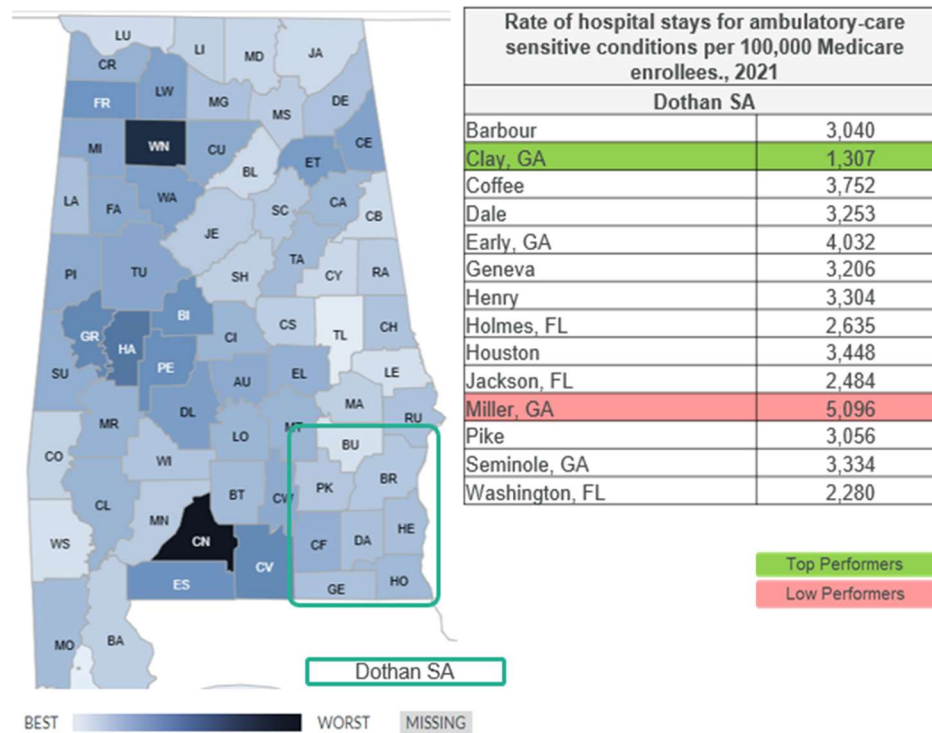 LU
LI
MD
JA
CR
LW
MG
MS
DE
FR
MI
WN
CU
BL
ET
CE
LA
FA
WA
JE
SC
CA
CB
PI
TU
SH
TA
CY
RA
GR
HA
BI
CI
CS
TL
CH
SU
PE
AU
EL
LE
MR
DL
LO
MT
MA
RU
CO
WI
BU
CL
MN
BT
CW
PK
BR
WS
CN
CV
CF
DA
HE
ES
GE
HO
MO
BA
Dothan SA
BEST WORST MISSING
Rate of hospital stays for ambulatory-care
sensitive conditions per 100,000 Medicare
enrollees., 2021
Dothan SA
Barbour 3,040
Clay, GA 1,307
Coffee 3,752
Dale 3,253
Early, GA 4,032
Geneva 3,206
Henry 3,304
Holmes, FL 2,635
Houston 3,448
Jackson, FL 2,484
Miller, GA 5,096
Pike 3,056
Seminole, GA 3,334
Washington, FL 2,280
Top Performers
Low Performers